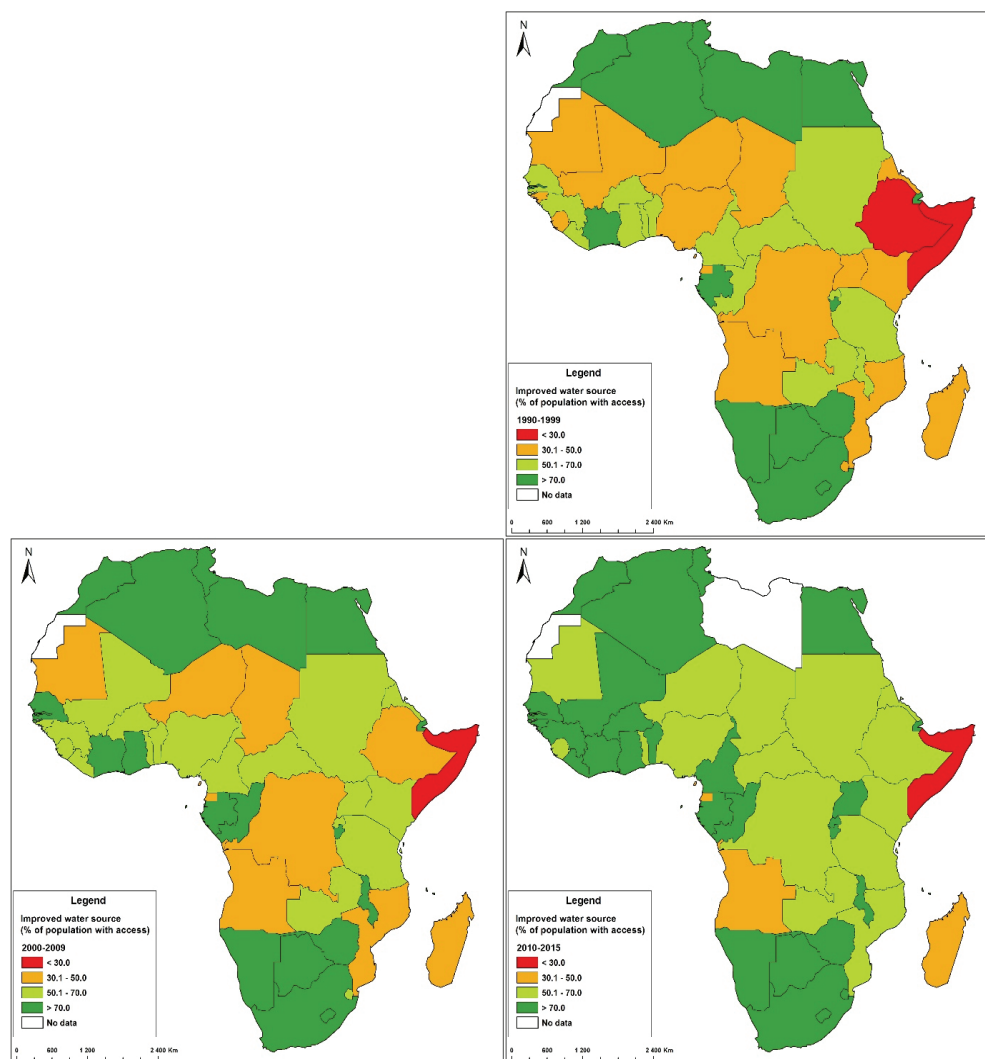 N
Legend
Improved water source
(% of population with access)
1990-1999
< 30.0
30.1 - 50.0
50.1 - 70.0
> 70.0
No data
0 600 1 200 2 400 Km
N
Legend
Improved water source
(% of population with access)
2000-2009
< 30.0
30.1 - 50.0
50.1 - 70.0
> 70.0
No data
0 600 1 200 2 400 Km
N
Legend
Improved water source
(% of population with access)
2010-2015
< 30.0
30.1 - 50.0
50.1 - 70.0
> 70.0
No data
0 600 1 200 2 400 Km